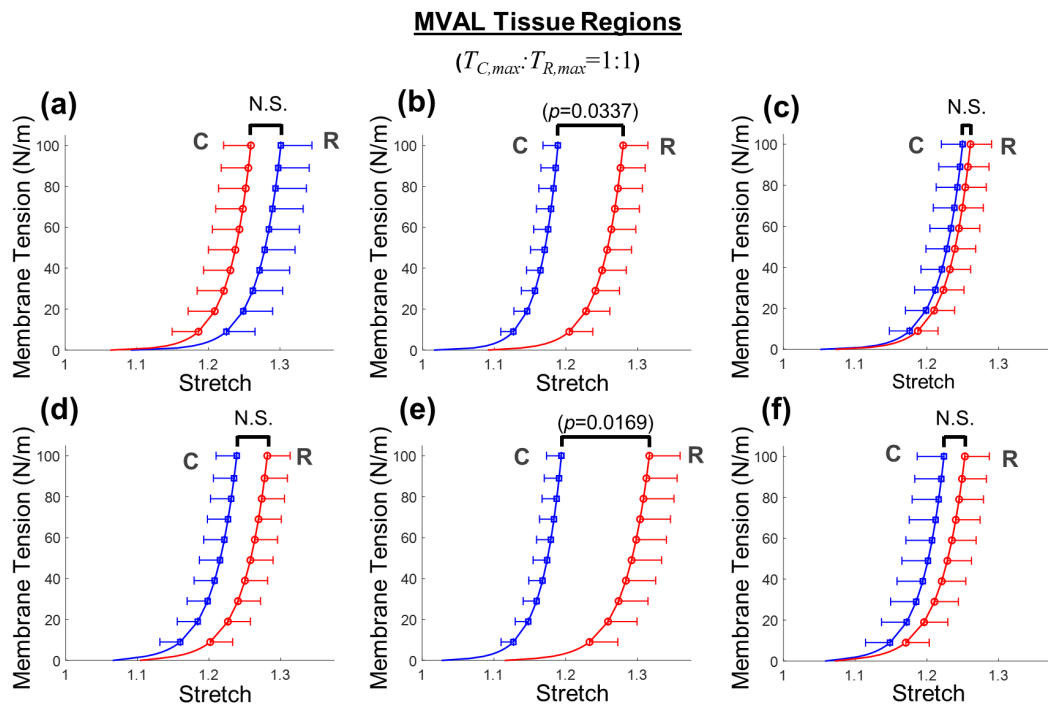 MVAL Tissue Regions
(T_C,max:T_R,max=1:1)
(a)
N.S.
C
R
Membrane Tension (N/m)
100
80
60
40
20
0
1
1.1
1.2
1.3
Stretch
(b)
(p=0.0337)
C
R
Membrane Tension (N/m)
100
80
60
40
20
0
1
1.1
1.2
1.3
Stretch
(c)
N.S.
C
R
Membrane Tension (N/m)
100
80
60
40
20
0
1
1.1
1.2
1.3
Stretch
(d)
N.S.
C
R
Membrane Tension (N/m)
100
80
60
40
20
0
1
1.1
1.2
1.3
Stretch
(e)
(p=0.0169)
C
R
Membrane Tension (N/m)
100
80
60
40
20
0
1
1.1
1.2
1.3
Stretch
(f)
N.S.
C
R
Membrane Tension (N/m)
100
80
60
40
20
0
1
1.1
1.2
1.3
Stretch